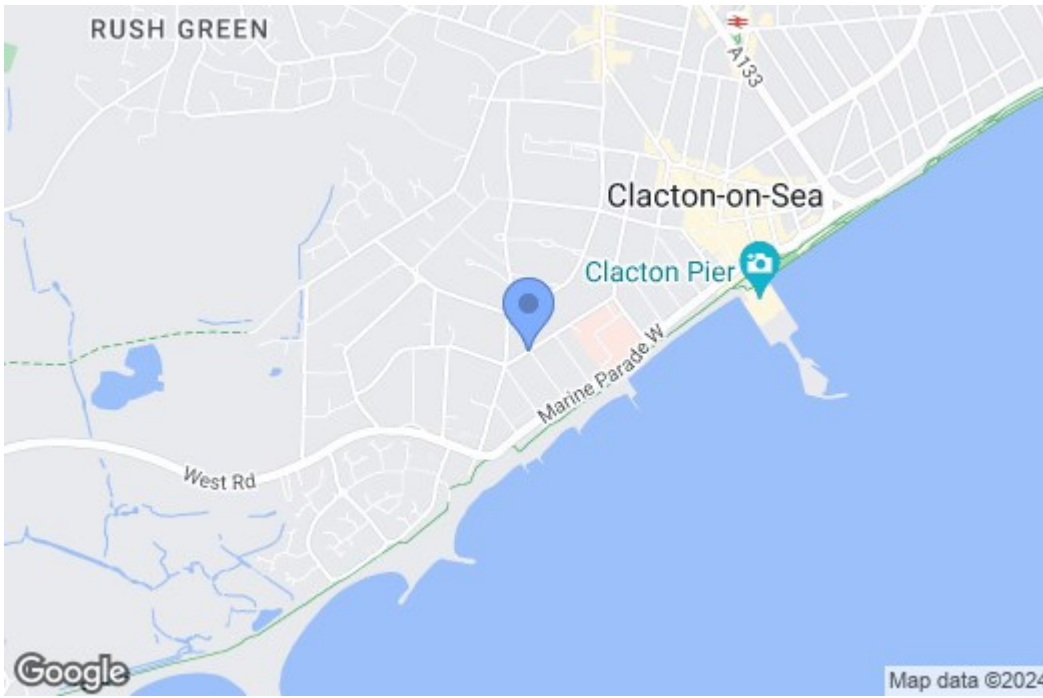 RUSH GREEN
A133
Clacton-on-Sea
Clacton Pier
Marine Parade W
West Rd
Google
Map data ©2024